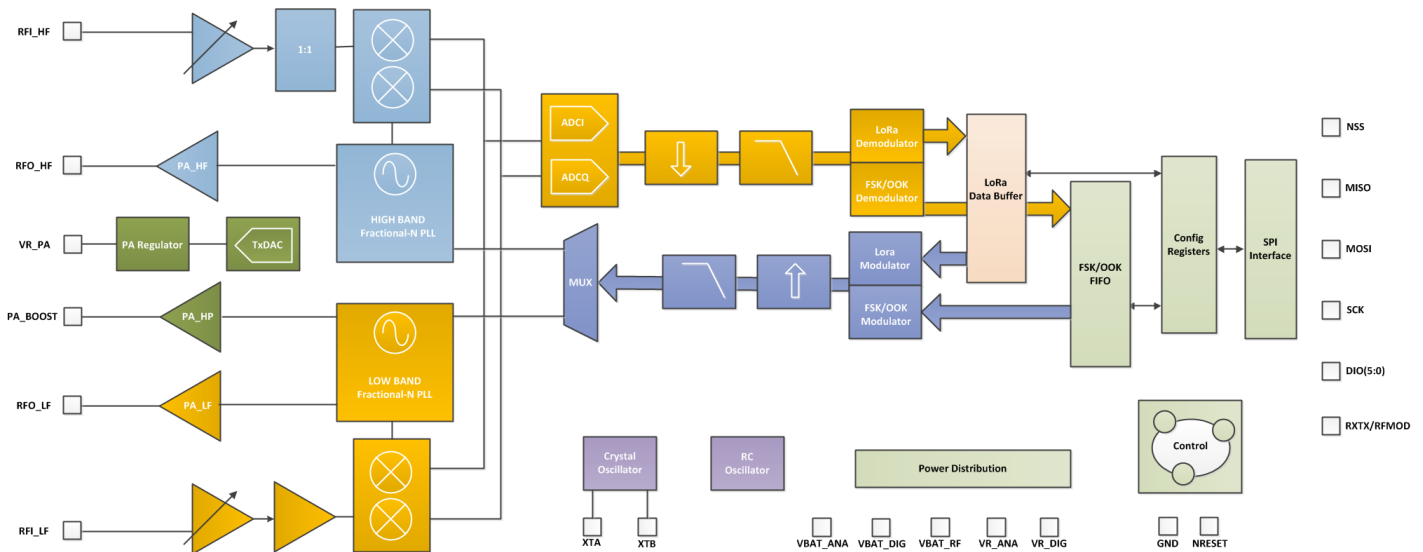 RFI_HF
1:1
RFO_HF
PA_HF
HIGH BAND
Fractional-N PLL
VR_PA
PA Regulator
TxDAC
PA_BOOST
PA_HP
LOW BAND
Fractional-N PLL
RFO_LF
PA_LF
RFI_LF
ADCI
ADCQ
MUX
LoRa
Demodulator
FSK/OOK
Demodulator
Lora
Modulator
FSK/OOK
Modulator
LoRa
Data Buffer
FSK/OOK
FIFO
Config
Registers
SPI
Interface
NSS
MISO
MOSI
SCK
DIO(5:0)
RXTX/RFMOD
Crystal
Oscillator
XTA
XTB
RC
Oscillator
Power Distribution
VBAT_ANA
VBAT_DIG
VBAT_RF
VR_ANA
VR_DIG
Control
GND
NRESET